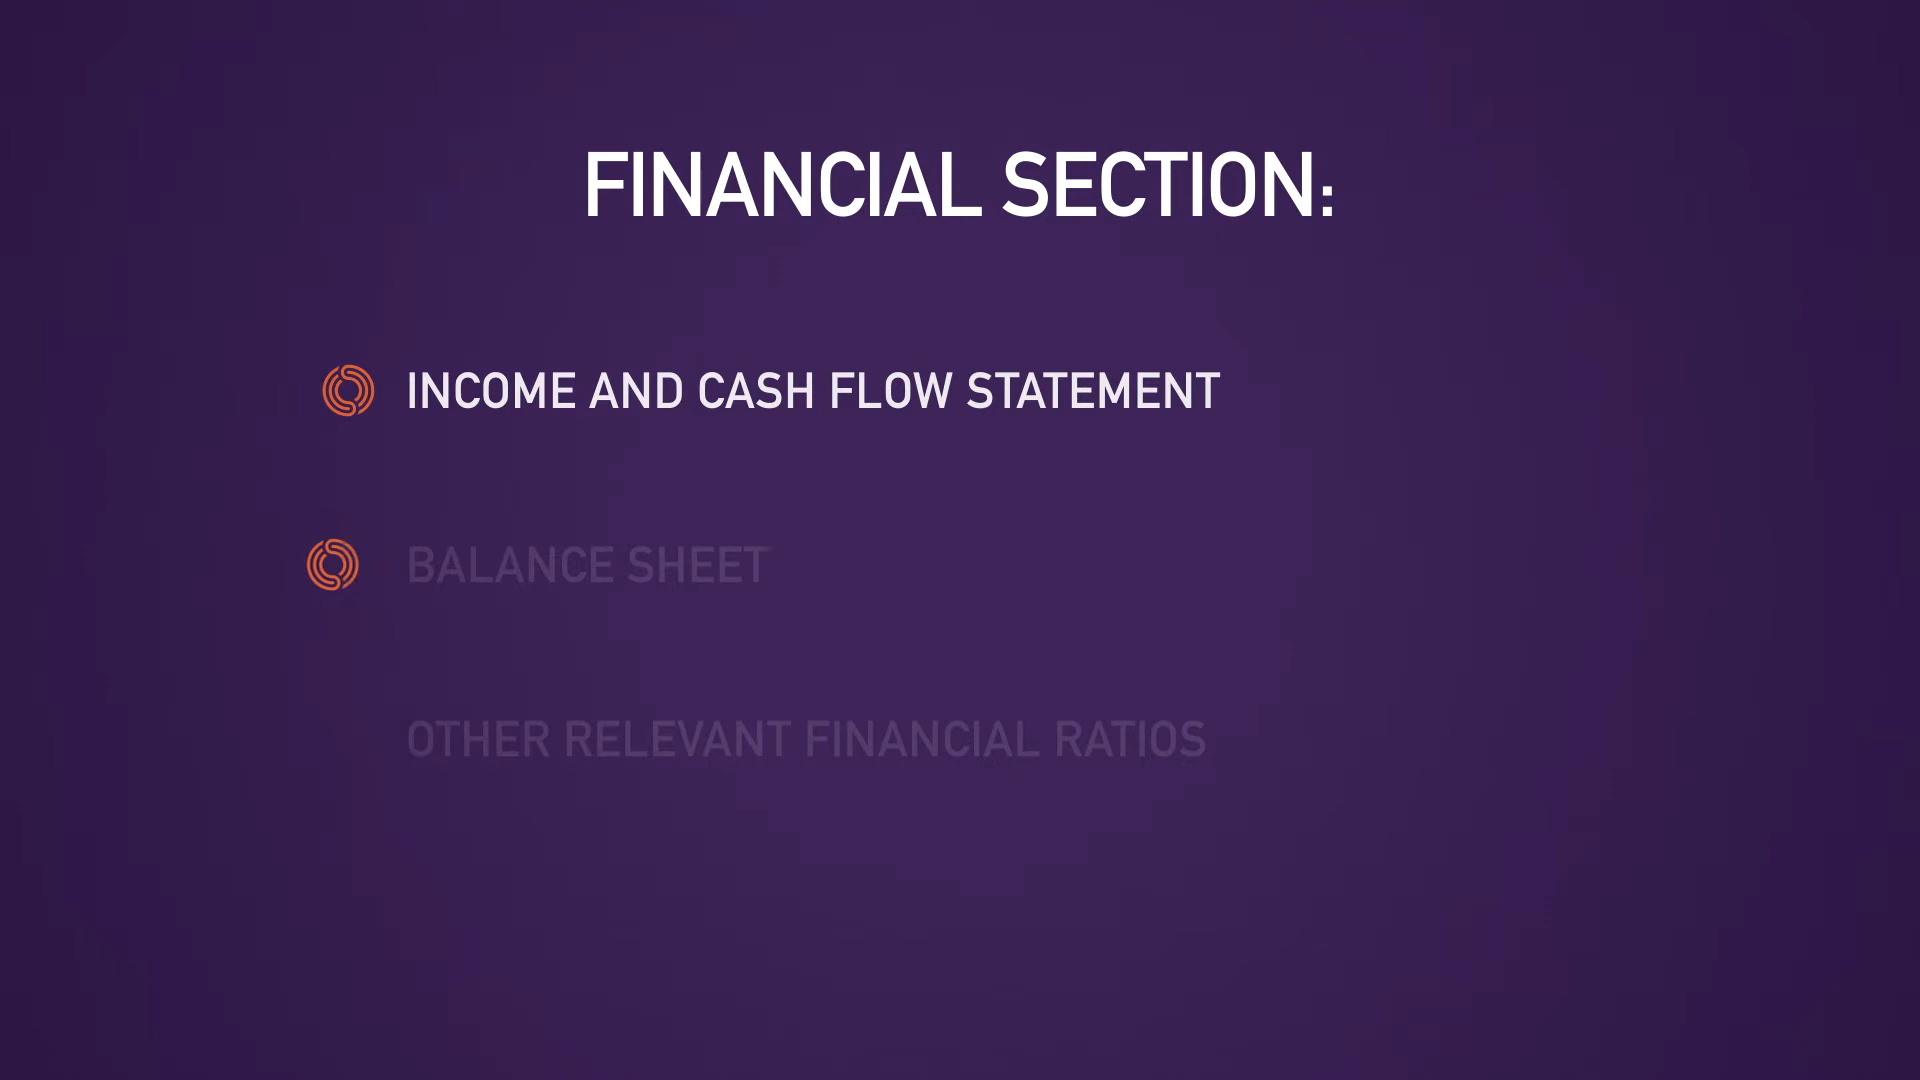 FINANCIAL SECTION:
INCOME AND CASH FLOW STATEMENT
BALANCE SHEET
OTHER RELEVANT FINANCIAL RATIOS